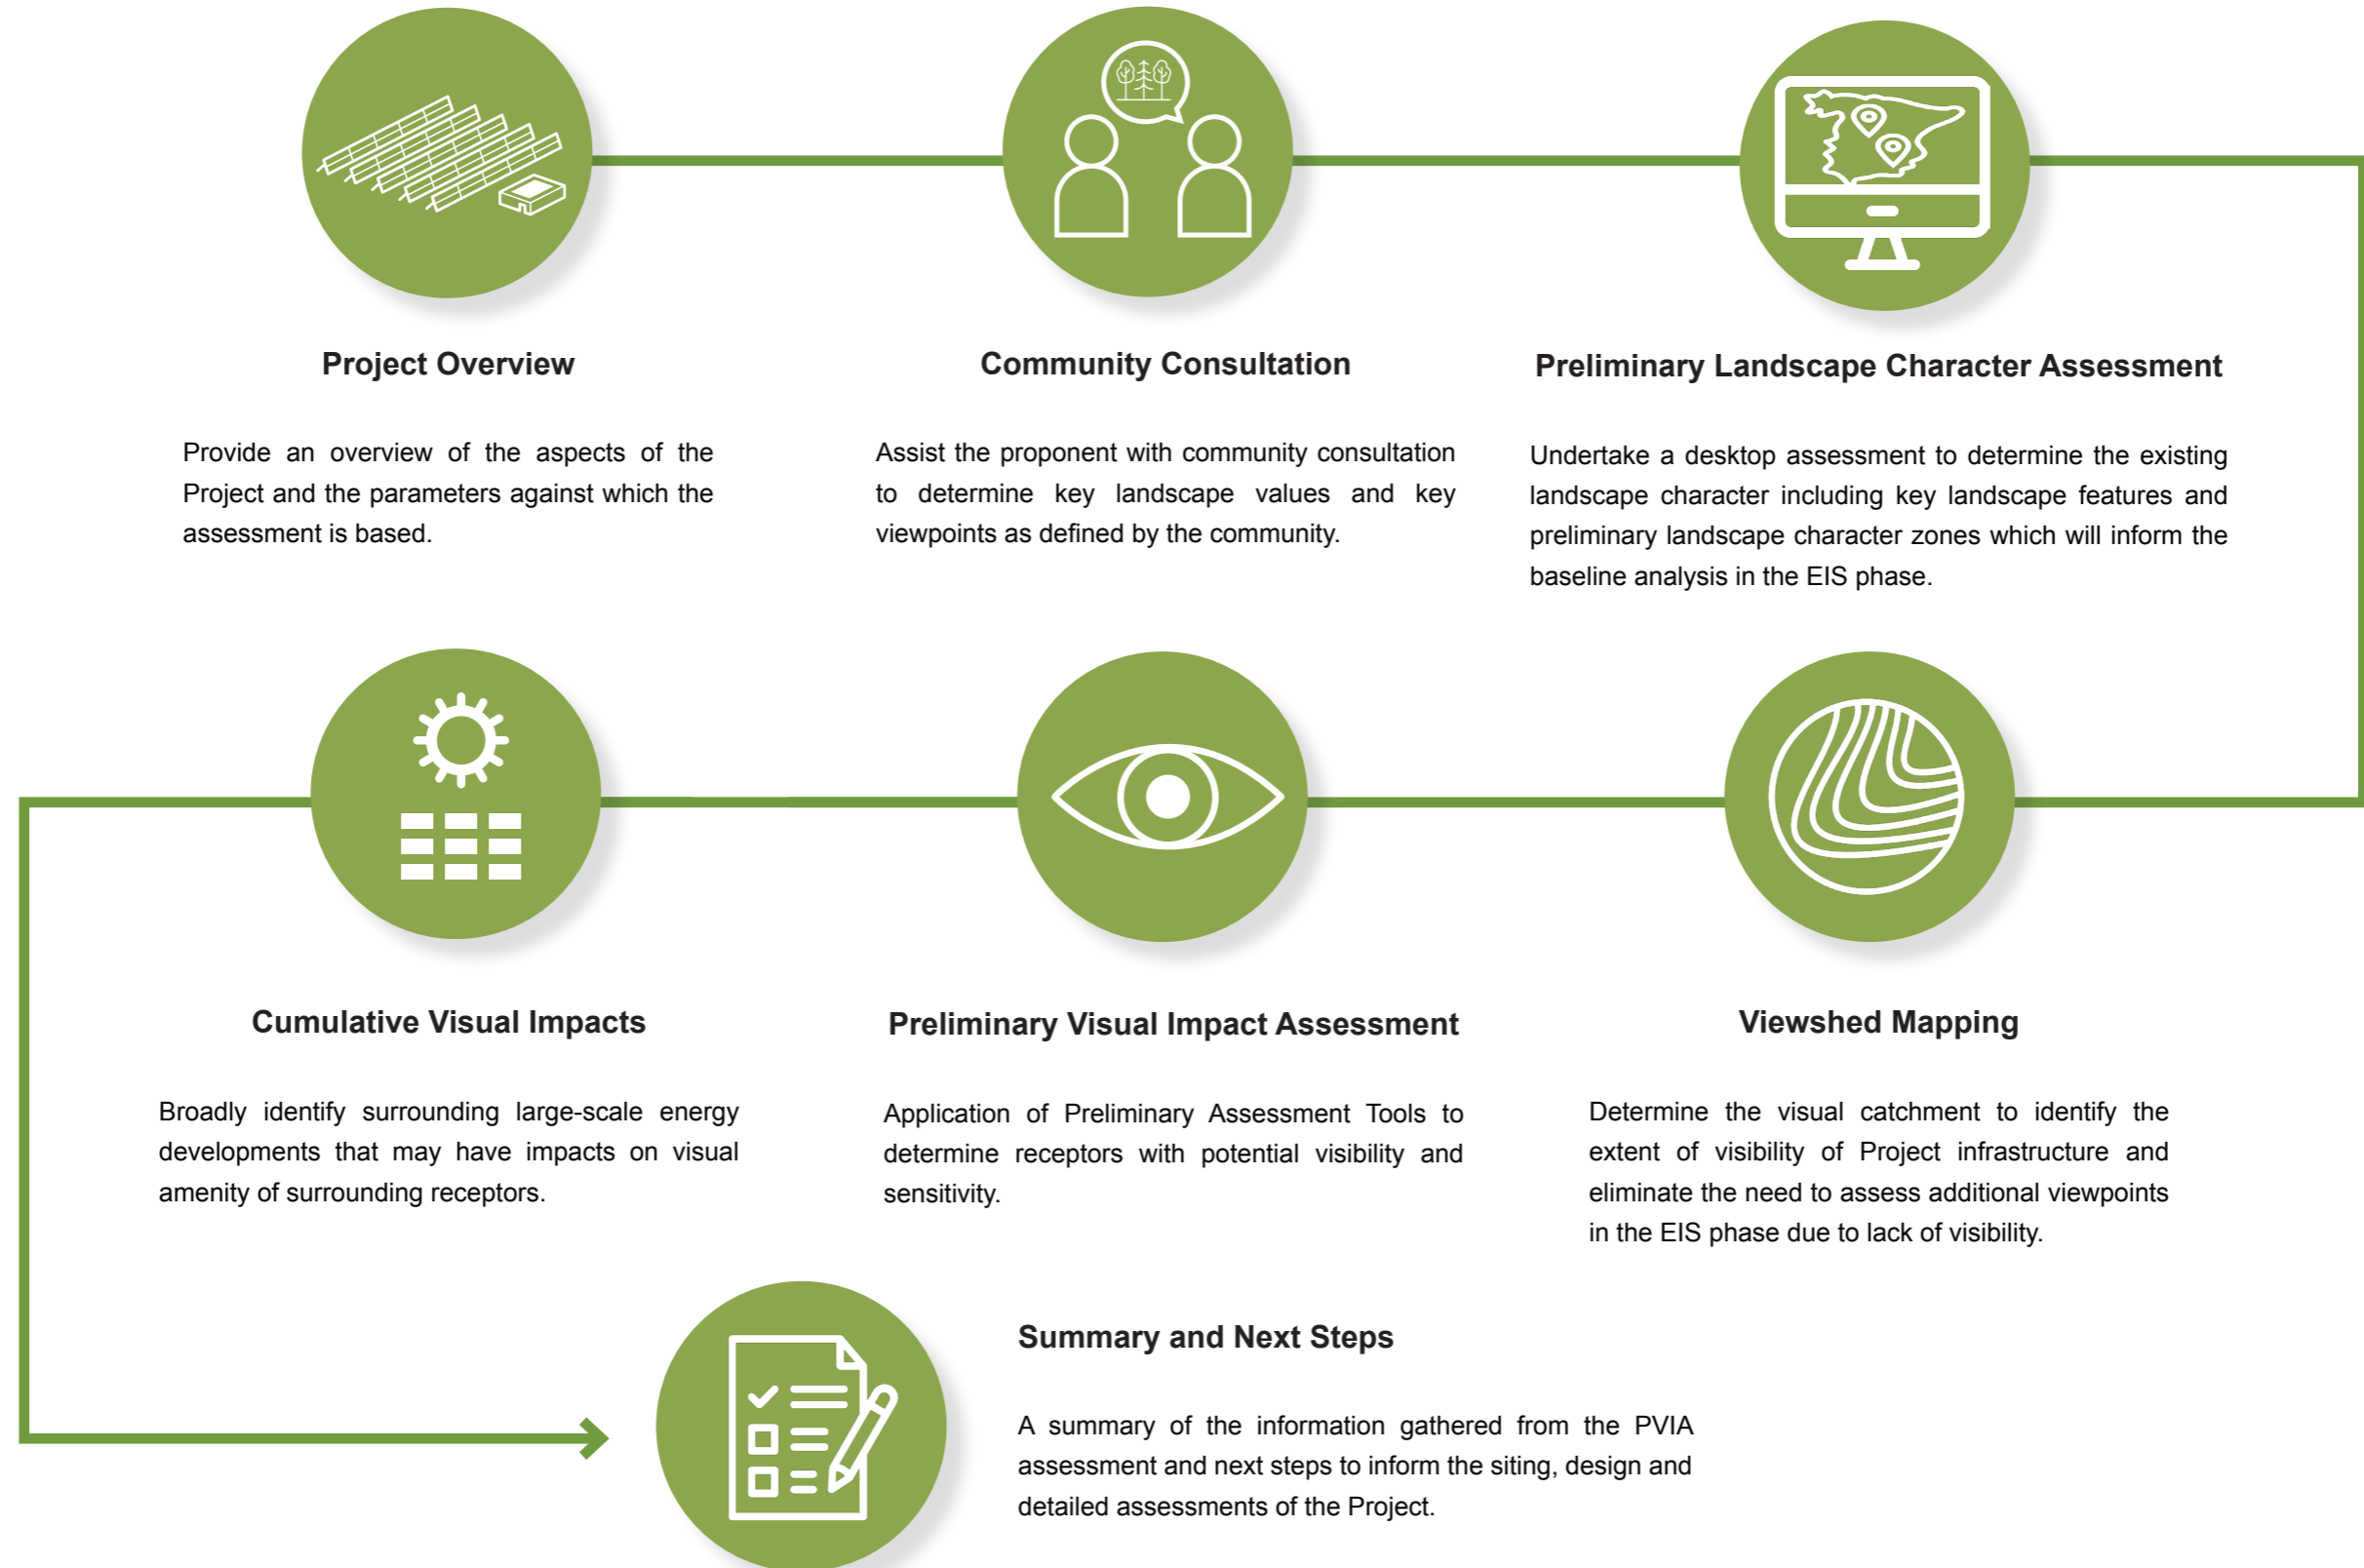 Project Overview
Provide an overview of the aspects of the
Project and the parameters against which the
assessment is based.
Community Consultation
Assist the proponent with community consultation
to determine key landscape values and key
viewpoints as defined by the community.
Preliminary Landscape Character Assessment
Undertake a desktop assessment to determine the existing
landscape character including key landscape features and
preliminary landscape character zones which will inform the
baseline analysis in the EIS phase.
Viewshed Mapping
Determine the visual catchment to identify the
extent of visibility of Project infrastructure and
eliminate the need to assess additional viewpoints
in the EIS phase due to lack of visibility.
Preliminary Visual Impact Assessment
Application of Preliminary Assessment Tools to
determine receptors with potential visibility and
sensitivity.
Cumulative Visual Impacts
Broadly identify surrounding large-scale energy
developments that may have impacts on visual
amenity of surrounding receptors.
Summary and Next Steps
A summary of the information gathered from the PVIA
assessment and next steps to inform the siting, design and
detailed assessments of the Project.